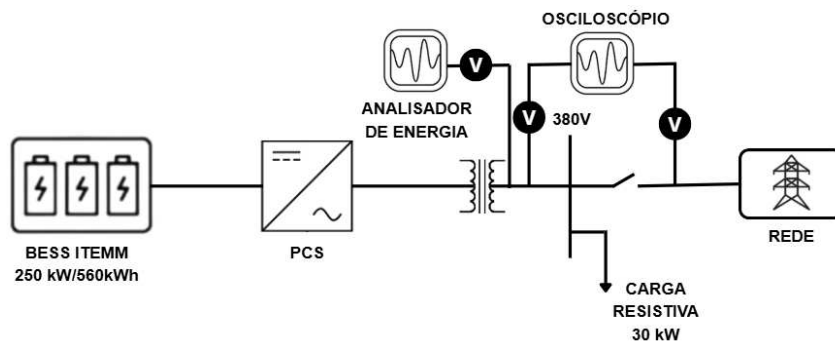 OSCILOSCÓPIO
V
ANALISADOR
DE ENERGIA
V
380V
V
BESS ITEMM
250 kW/560kWh
PCS
REDE
CARGA
RESISTIVA
30 kW